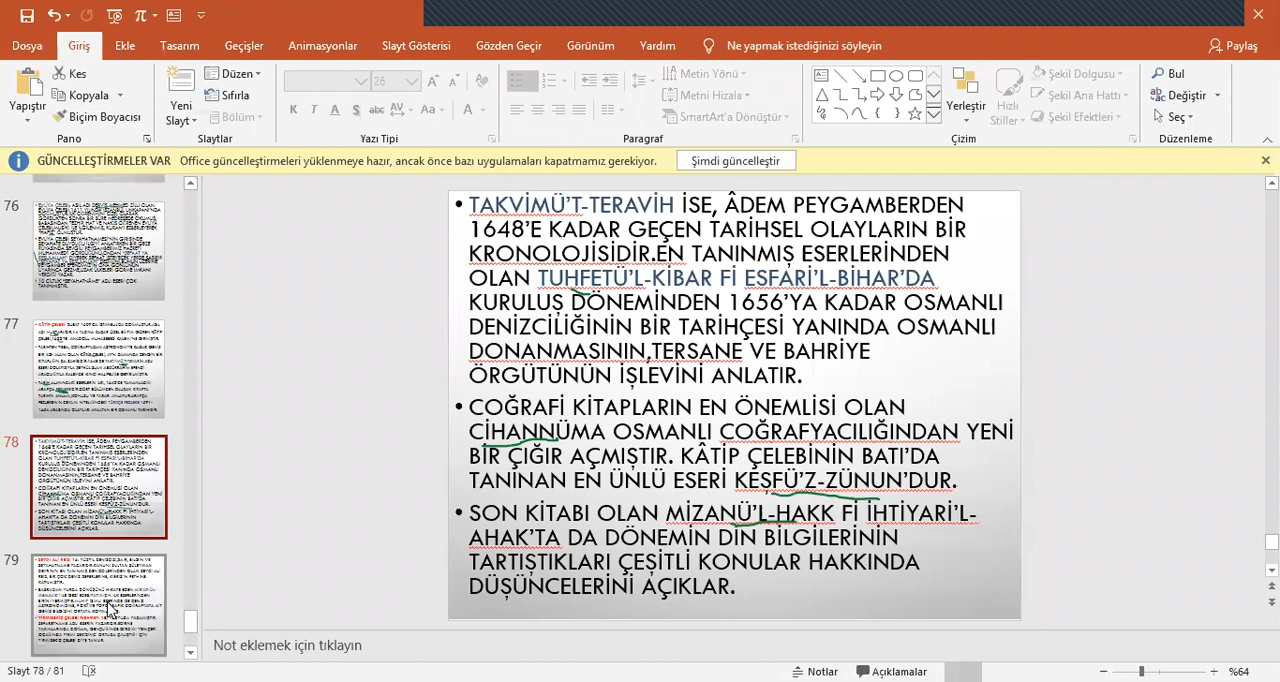 Dosya Giriş Ekle Tasarım Geçişler Animasyonlar Slayt Gösterisi Gözden Geçir Görünüm Yardım Ne yapmak istediğinizi söyleyin Paylaş
Yapıştır
Kes
Kopyala
Biçim Boyacısı
Pano
Yeni
Slayt
Düzen
Sıfırla
Bölüm
Slaytlar
26
K T A S abc AV Aa A
Yazı Tipi
Metin Yönü
Metni Hizala
SmartArt'a Dönüştür
Paragraf
Yerleştir
Hızlı
Stiller
Şekil Dolgusu
Şekil Ana Hattı
Şekil Efektleri
Çizim
Bul
Değiştir
Seç
Düzenleme
GÜNCELLEŞTİRMELER VAR Office güncelleştirmeleri yüklenmeye hazır, ancak önce bazı uygulamaları kapatmamız gerekiyor. Şimdi güncelleştir
76
77
78
79
• TAKVİMÜ'T-TERAVİH İSE, ÂDEM PEYGAMBERDEN
1648'E KADAR GEÇEN TARİHSEL OLAYLARIN BİR
KRONOLOJİSİDİR.EN TANINMIŞ ESERLERİNDEN
OLAN TUHFETÜ'L-KİBAR Fİ ESFARİ'L-BİHAR'DA
KURULUŞ DÖNEMİNDEN 1656'YA KADAR OSMANLI
DENİZCİLİĞİNİN BİR TARİHÇESİ YANINDA OSMANLI
DONANMASININ,TERSANE VE BAHRİYE
ÖRGÜTÜNÜN İŞLEVİNİ ANLATIR.
• COĞRAFİ KİTAPLARIN EN ÖNEMLİSİ OLAN
CİHANNÜMA OSMANLI COĞRAFYACILIĞINDAN YENİ
BİR ÇIĞIR AÇMIŞTIR. KÂTİP ÇELEBİNİN BATI'DA
TANINAN EN ÜNLÜ ESERİ KEŞFÜ'Z-ZÜNUN'DUR.
• SON KİTABI OLAN MİZANÜ'L-HAKK Fİ İHTİYARİ'L-
AHAK'TA DA DÖNEMİN DİN BİLGİLERİNİN
TARTIŞTIKLARI ÇEŞİTLİ KONULAR HAKKINDA
DÜŞÜNCELERİNİ AÇIKLAR.
Not eklemek için tıklayın
Slayt 78 / 81 Notlar Açıklamalar %64